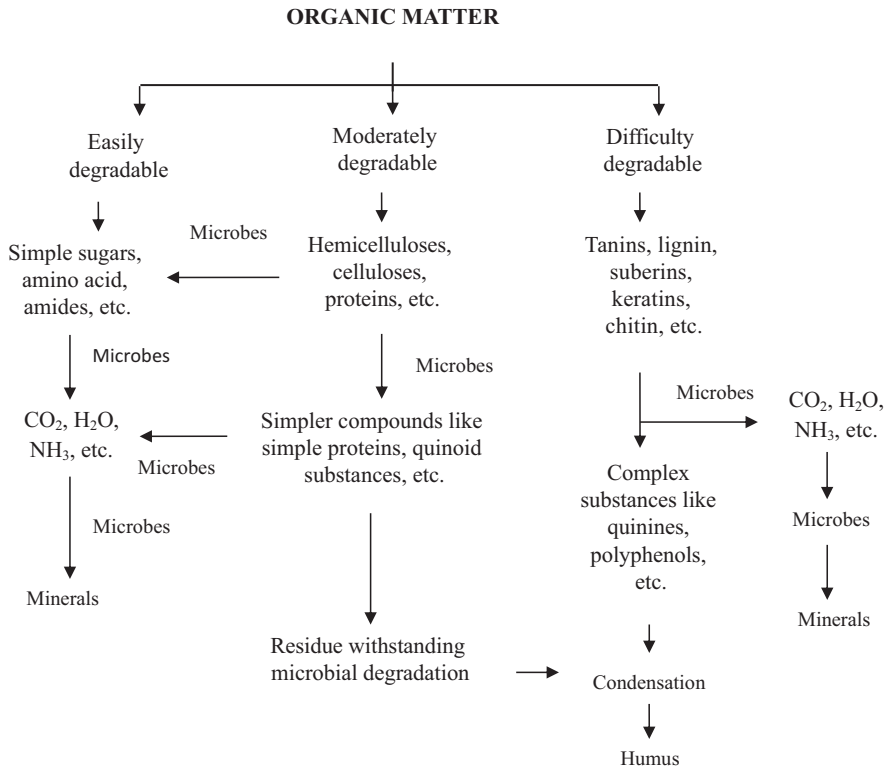 ORGANIC MATTER
Easily
degradable
Moderately
degradable
Difficulty
degradable
Simple sugars,
amino acid,
amides, etc.
Microbes
Hemicelluloses,
celluloses,
proteins, etc.
Tanins, lignin,
suberins,
keratins,
chitin, etc.
Microbes
Microbes
Microbes
CO₂, H₂O,
NH₃, etc.
Microbes
Simpler compounds like
simple proteins, quinoid
substances, etc.
CO₂, H₂O,
NH₃, etc.
Complex
substances like
quinines,
polyphenols,
etc.
Microbes
Microbes
Minerals
Minerals
Residue withstanding
microbial degradation
Condensation
Humus